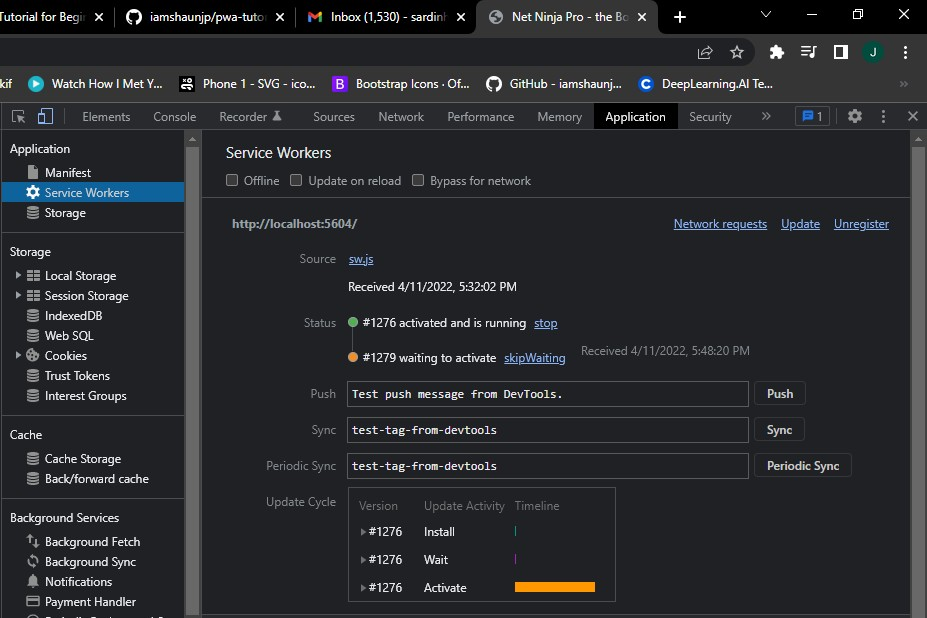 Tutorial for Begi
iamshaunjp/pwa-tutor
Inbox (1,530) - sardinh
Net Ninja Pro - the Bo
J
kif
Watch How I Met Y...
Phone 1 - SVG - ico...
Bootstrap Icons · Of...
GitHub - iamshaunj...
DeepLearning.AI Te...
»
Elements
Console
Recorder
Sources
Network
Performance
Memory
Application
Security
»
1
Application
Manifest
Service Workers
Storage
Storage
Local Storage
Session Storage
IndexedDB
Web SQL
Cookies
Trust Tokens
Interest Groups
Cache
Cache Storage
Back/forward cache
Background Services
Background Fetch
Background Sync
Notifications
Payment Handler
Service Workers
Offline
Update on reload
Bypass for network
http://localhost:5604/
Network requests
Update
Unregister
Source
sw.js
Received 4/11/2022, 5:32:02 PM
Status
#1276 activated and is running stop
#1279 waiting to activate skipWaiting
Received 4/11/2022, 5:48:20 PM
Push
Test push message from DevTools.
Push
Sync
test-tag-from-devtools
Sync
Periodic Sync
test-tag-from-devtools
Periodic Sync
Update Cycle
Version Update Activity Timeline
#1276 Install
#1276 Wait
#1276 Activate